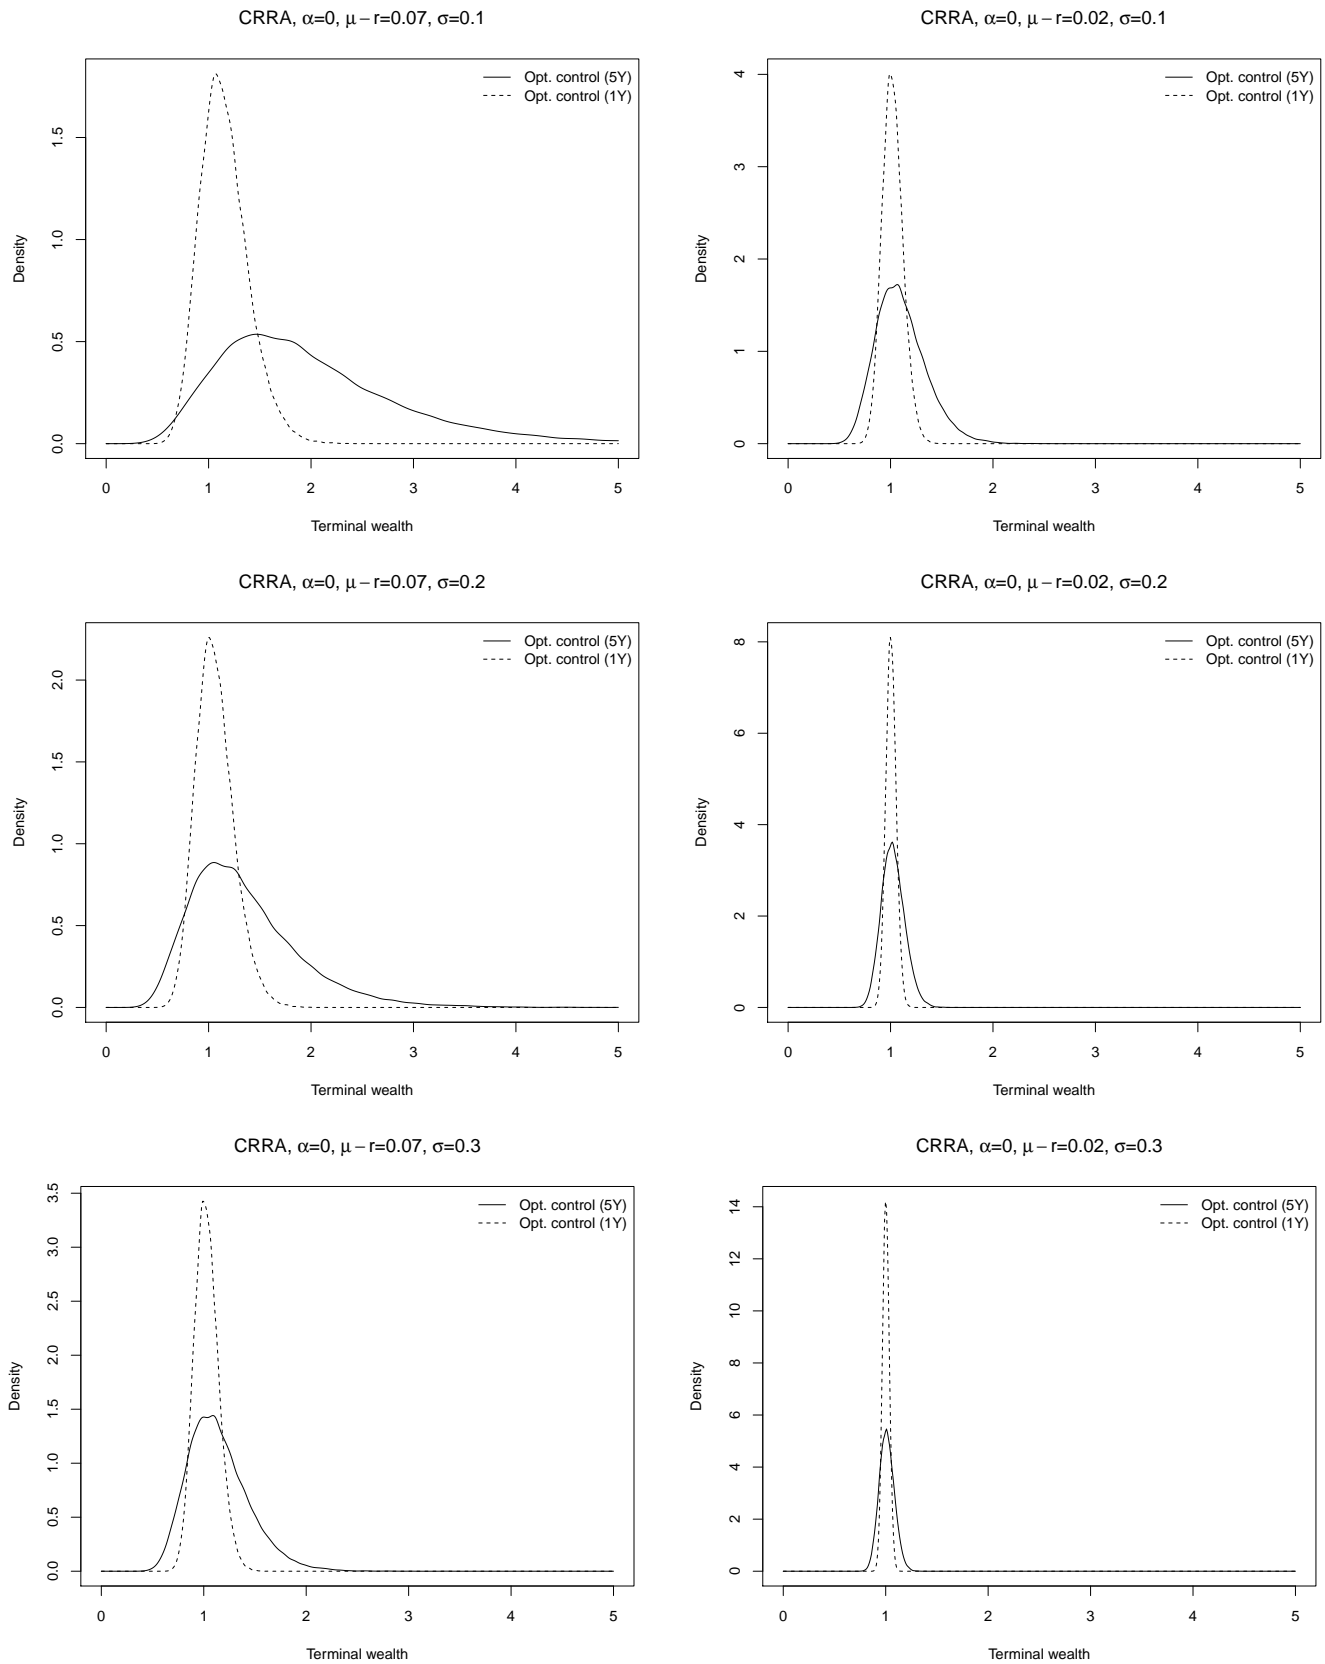 CRRA, α=0, μ − r=0.07, σ=0.1
Opt. control (5Y)
Opt. control (1Y)
Density
0.0 0.5 1.0 1.5
0 1 2 3 4 5
Terminal wealth
CRRA, α=0, μ − r=0.02, σ=0.1
Opt. control (5Y)
Opt. control (1Y)
Density
0 1 2 3 4
0 1 2 3 4 5
Terminal wealth
CRRA, α=0, μ − r=0.07, σ=0.2
Opt. control (5Y)
Opt. control (1Y)
Density
0.0 0.5 1.0 1.5 2.0
0 1 2 3 4 5
Terminal wealth
CRRA, α=0, μ − r=0.02, σ=0.2
Opt. control (5Y)
Opt. control (1Y)
Density
0 2 4 6 8
0 1 2 3 4 5
Terminal wealth
CRRA, α=0, μ − r=0.07, σ=0.3
Opt. control (5Y)
Opt. control (1Y)
Density
0.0 0.5 1.0 1.5 2.0 2.5 3.0 3.5
0 1 2 3 4 5
Terminal wealth
CRRA, α=0, μ − r=0.02, σ=0.3
Opt. control (5Y)
Opt. control (1Y)
Density
0 2 4 6 8 10 12 14
0 1 2 3 4 5
Terminal wealth